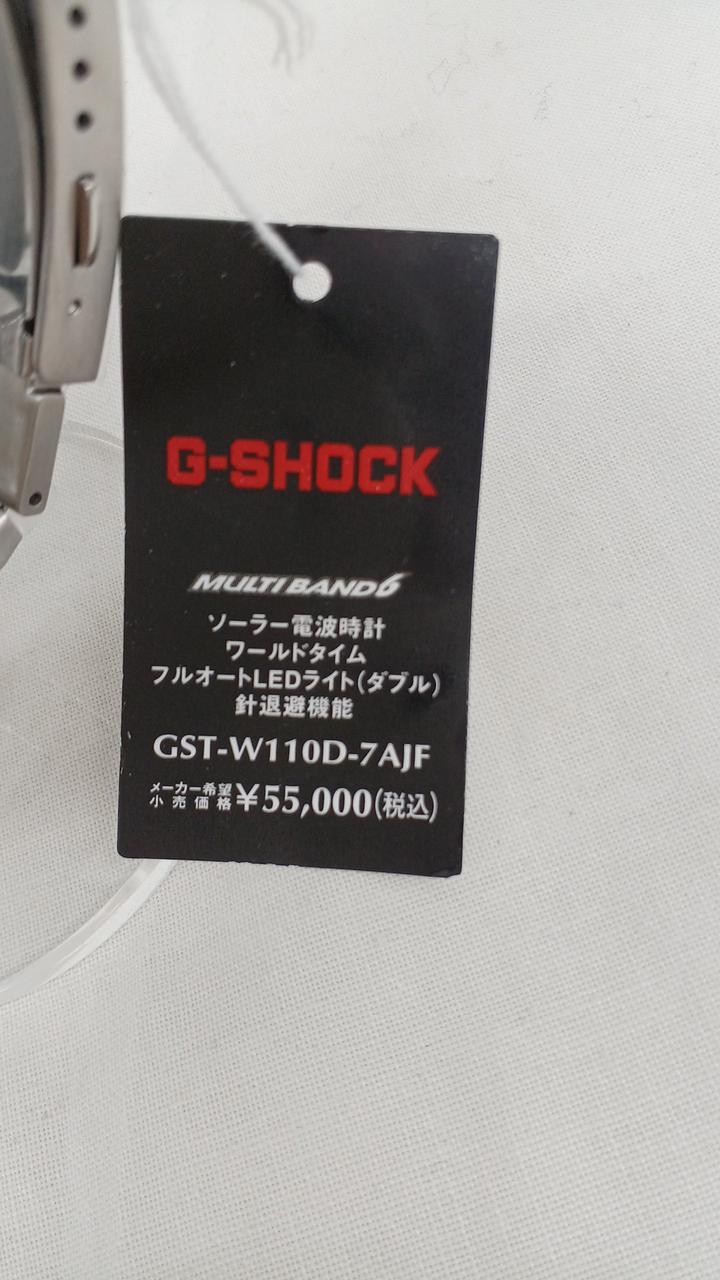 G-SHOCK
MULTI BAND 6
ソーラー電波時計
ワールドタイム
フルオートLEDライト(ダブル)
針退避機能
GST-W110D-7AJF
メーカー希望小売価格 ¥55,000(税込)